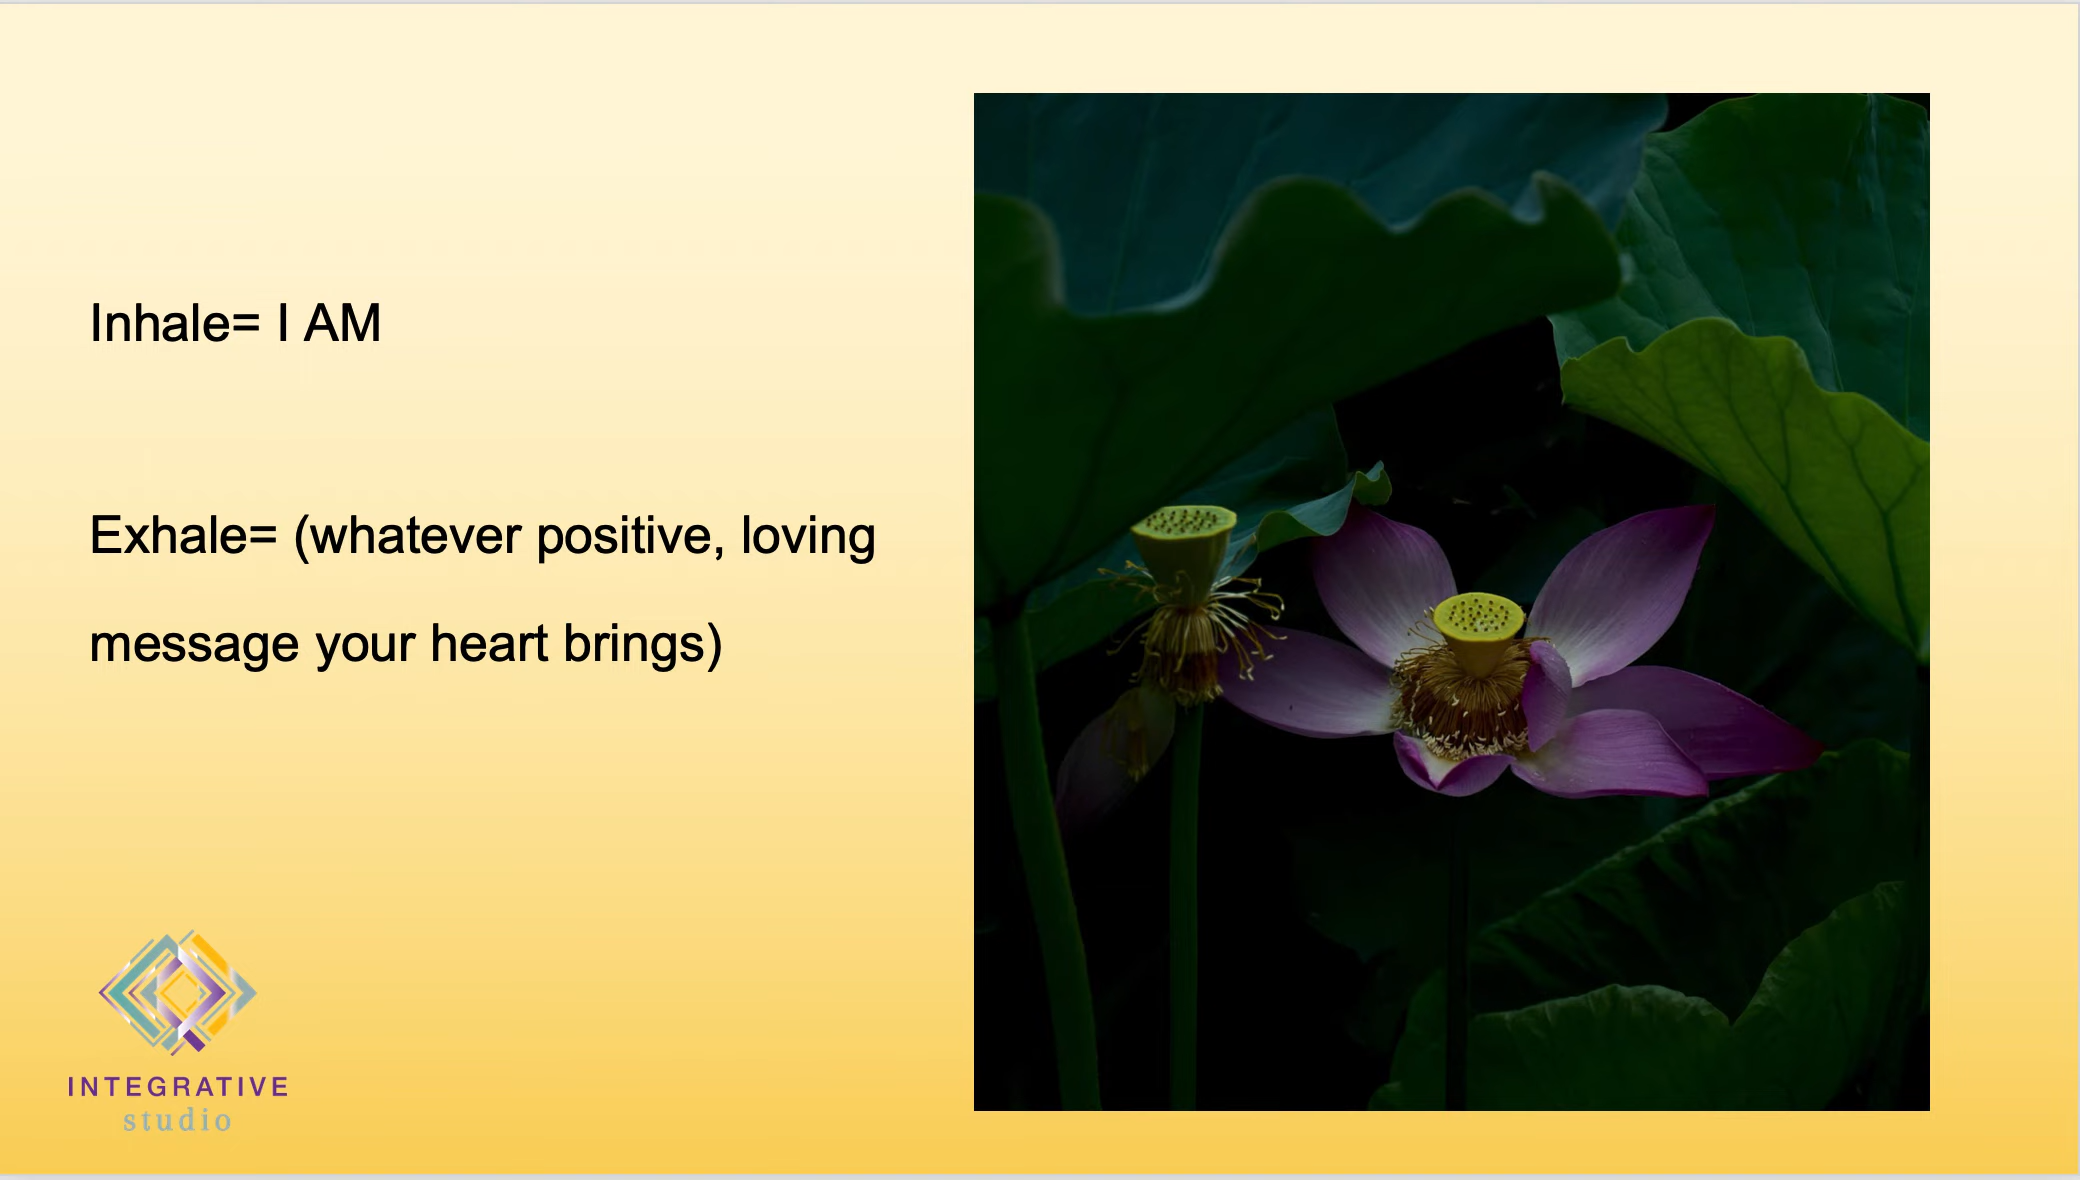 Inhale= I AM
Exhale= (whatever positive, loving
message your heart brings)
INTEGRATIVE
studio